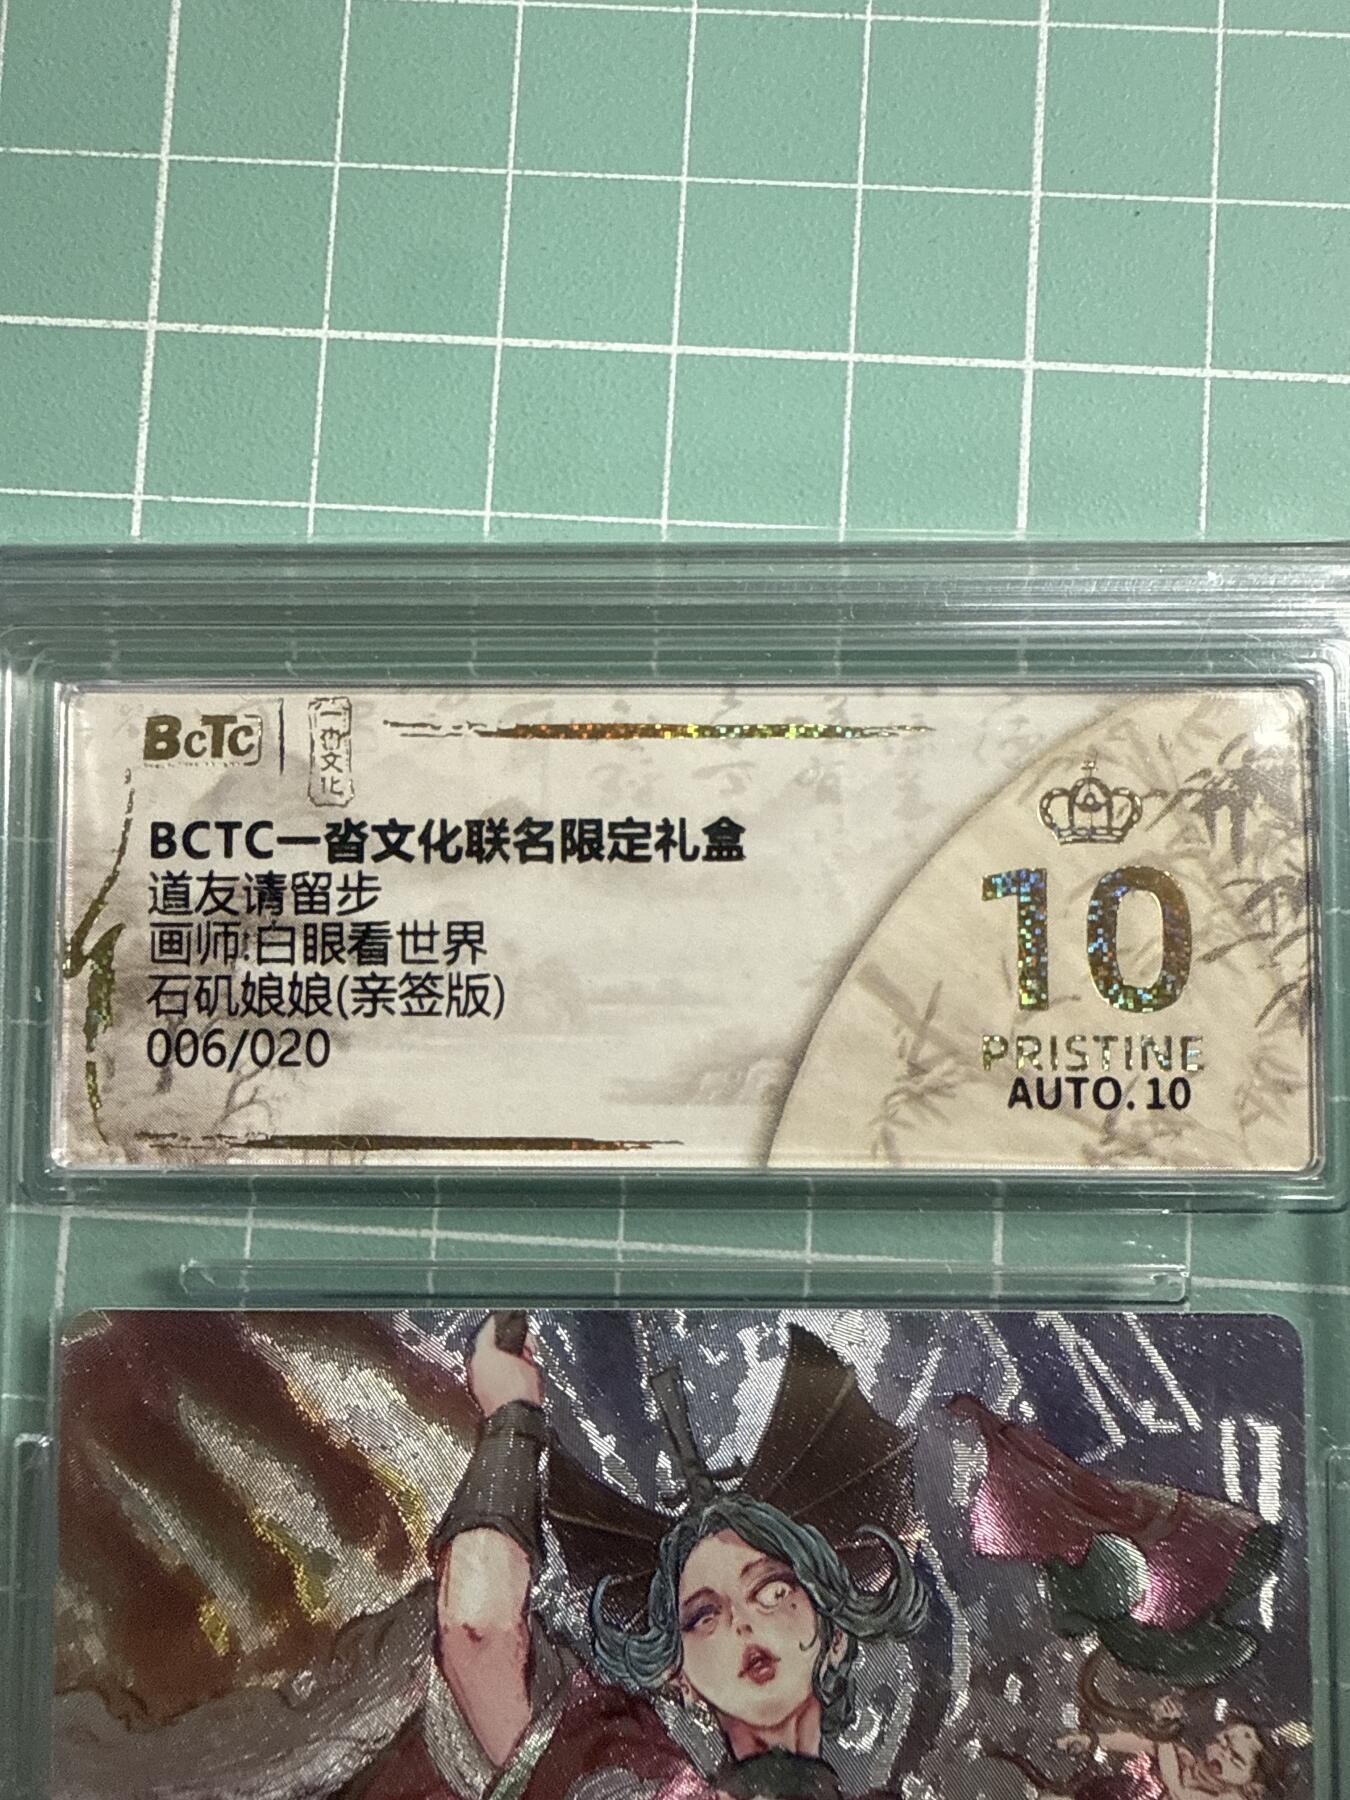 BCTC
一沓文化
BCTC一沓文化联名限定礼盒
道友请留步
画师:白眼看世界
石矶娘娘(亲签版)
006/020
10
PRISTINE
AUTO.10